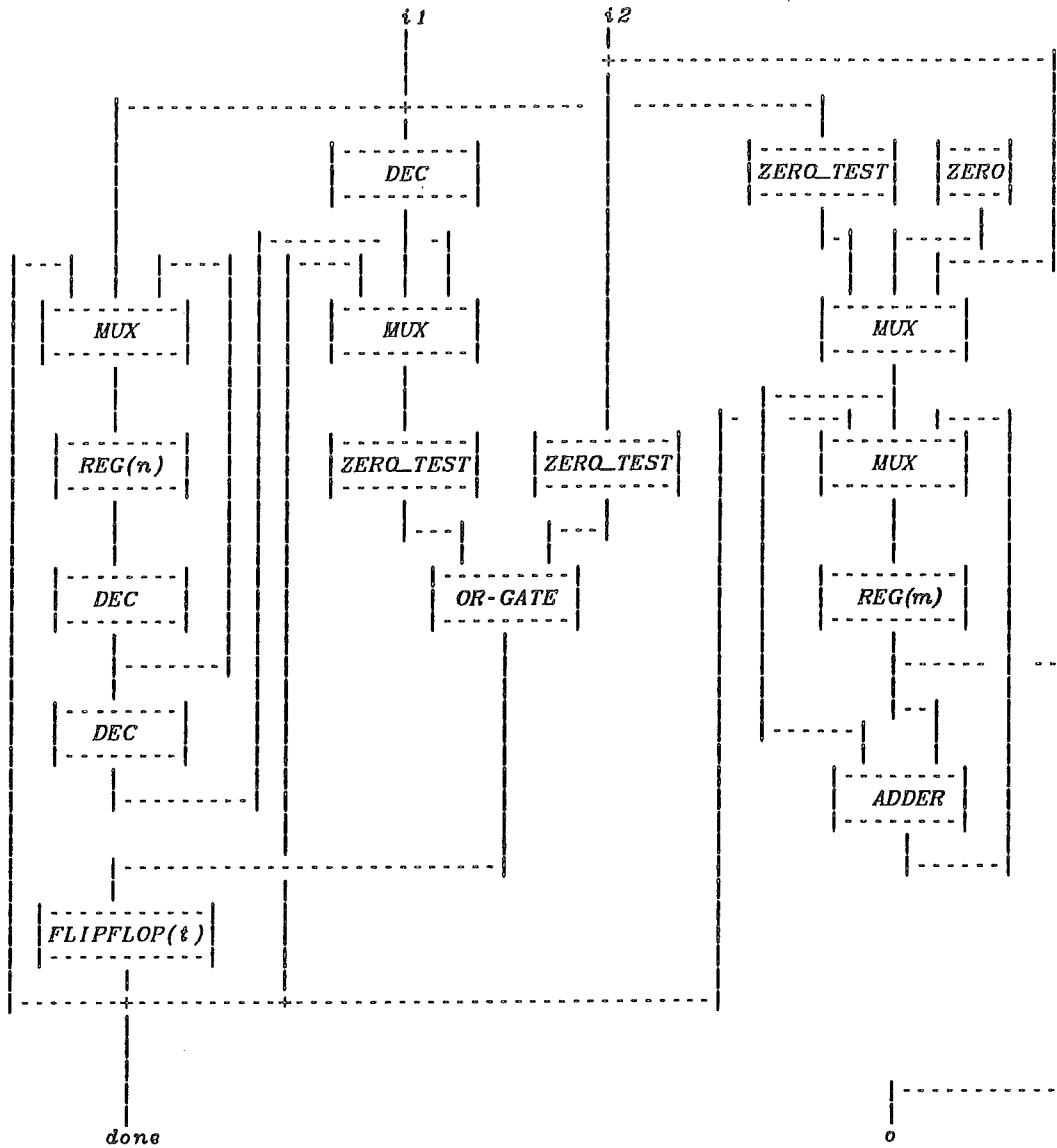 i1 i2
DEC ZERO_TEST ZERO
MUX MUX MUX
REG(n) ZERO_TEST ZERO_TEST MUX
DEC OR-GATE REG(m)
DEC
ADDER
FLIPFLOP(t)
done o